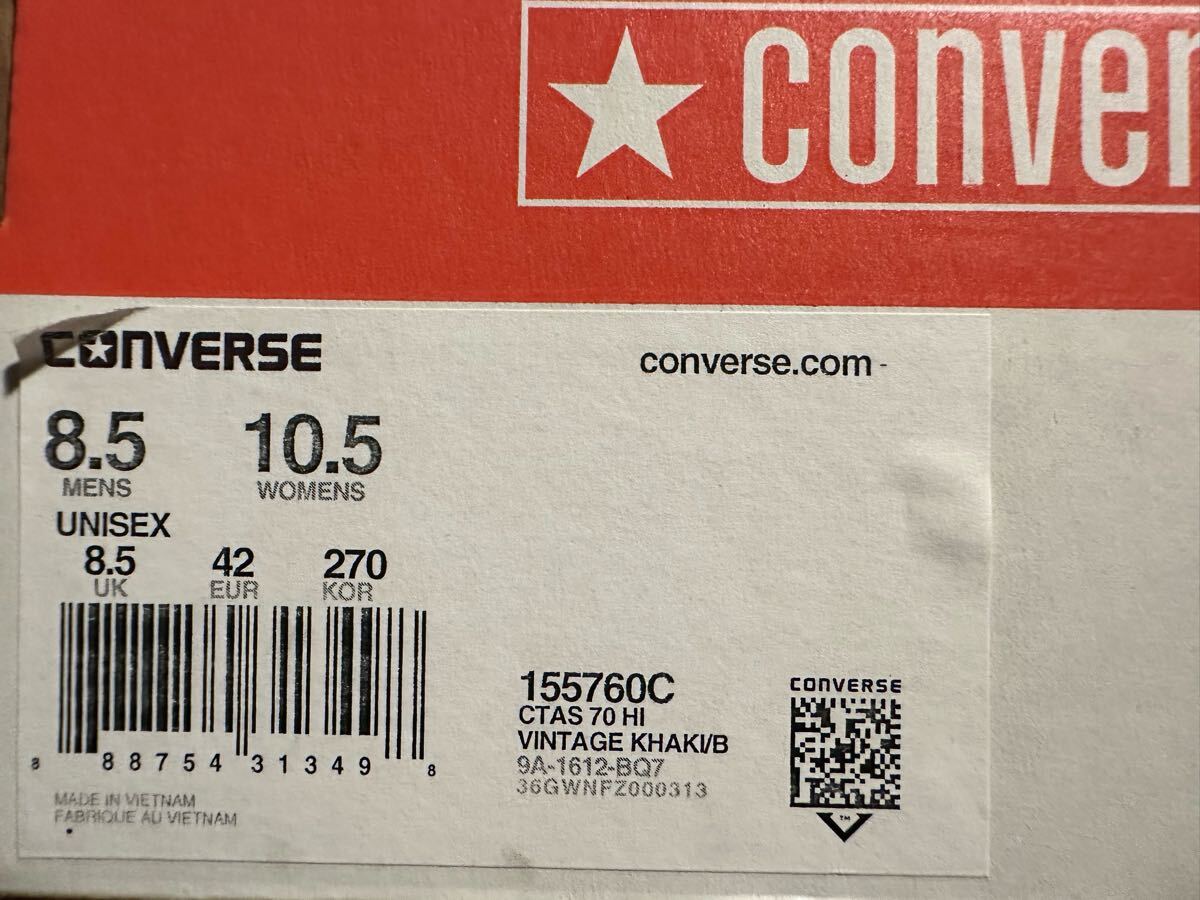 conver
CONVERSE
converse.com -
8.5 10.5
MENS WOMENS
UNISEX
8.5 42 270
UK EUR KOR
8 88754 31349 8
MADE IN VIETNAM
FABRIQUE AU VIETNAM
155760C
CTAS 70 HI
VINTAGE KHAKI/B
9A-1612-BQ7
36GWNFZ000313
CONVERSE
TM